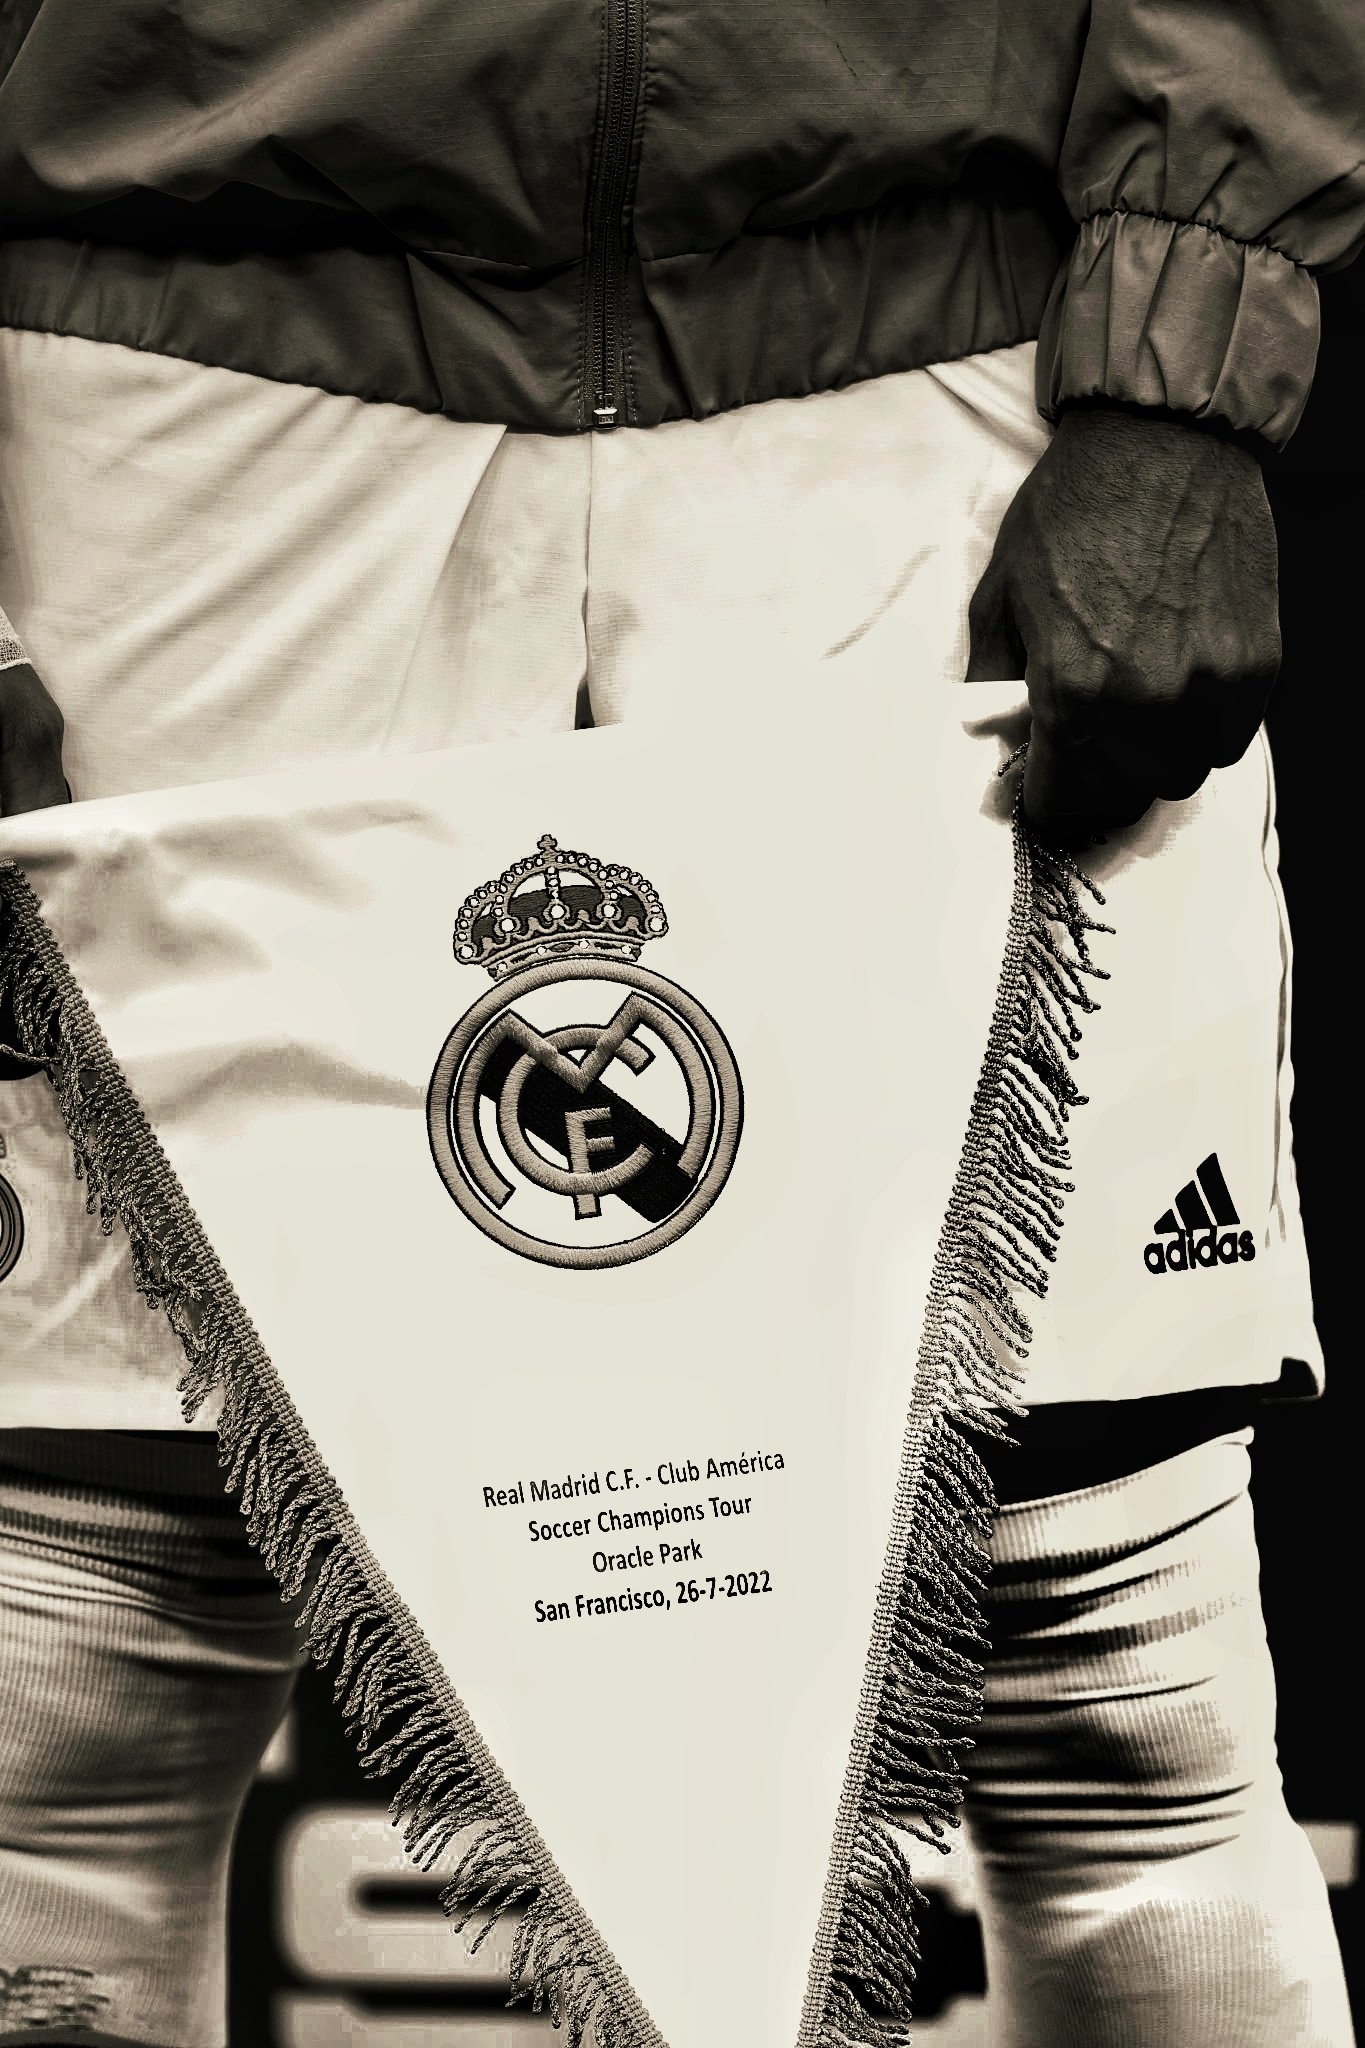 adidas
Real Madrid C.F. - Club América
Soccer Champions Tour
Oracle Park
San Francisco, 26-7-2022